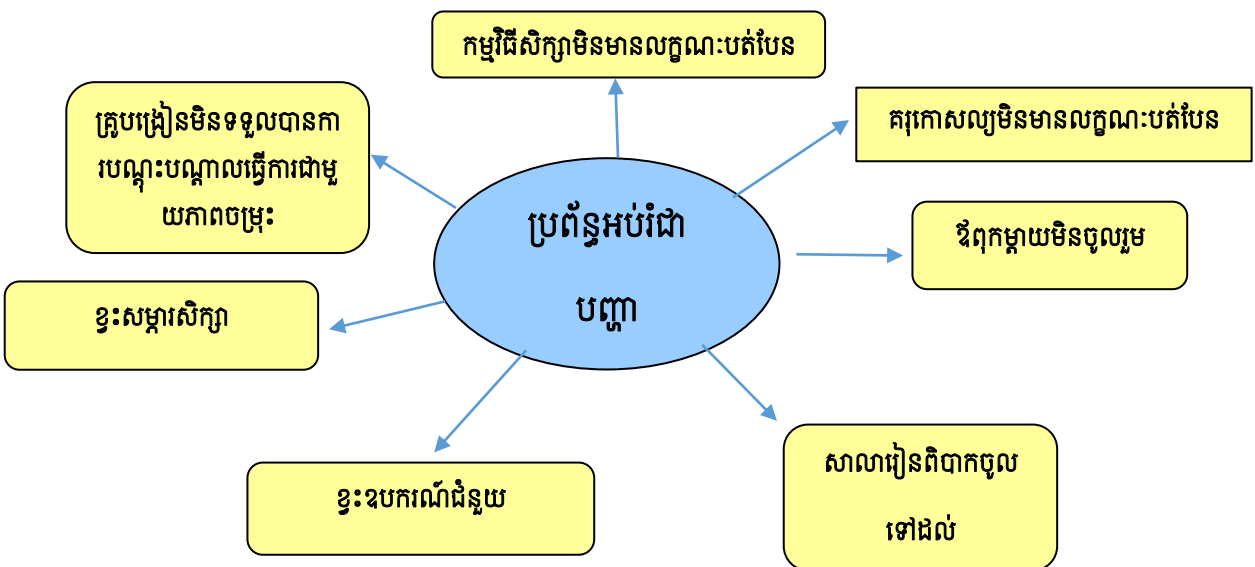 កម្មវិធីសិក្សាមិនមានលក្ខណៈបត់បែន
គរុកោសល្យមិនមានលក្ខណៈបត់បែន
គ្រូបង្រៀនមិនទទួលបានកា
របណ្តុះបណ្តាលធ្វើការជាមួ
យភាពចម្រុះ
ប្រព័ន្ធអប់រំជា
បញ្ហា
ឪពុកម្តាយមិនចូលរួម
ខ្វះសម្ភារសិក្សា
សាលារៀនពិបាកចូល
ទៅដល់
ខ្វះឧបករណ៍ជំនួយ